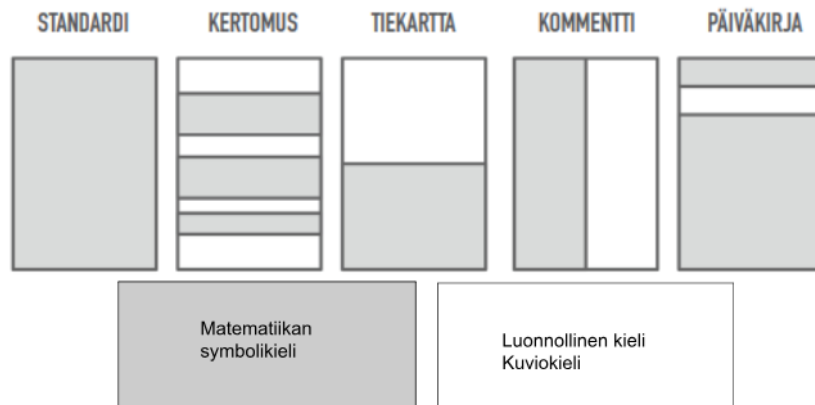 STANDARDI
KERTOMUS
TIEKARTTA
KOMMENTTI
PÄIVÄKIRJA
Matematiikan
symbolikieli
Luonnollinen kieli
Kuviokieli